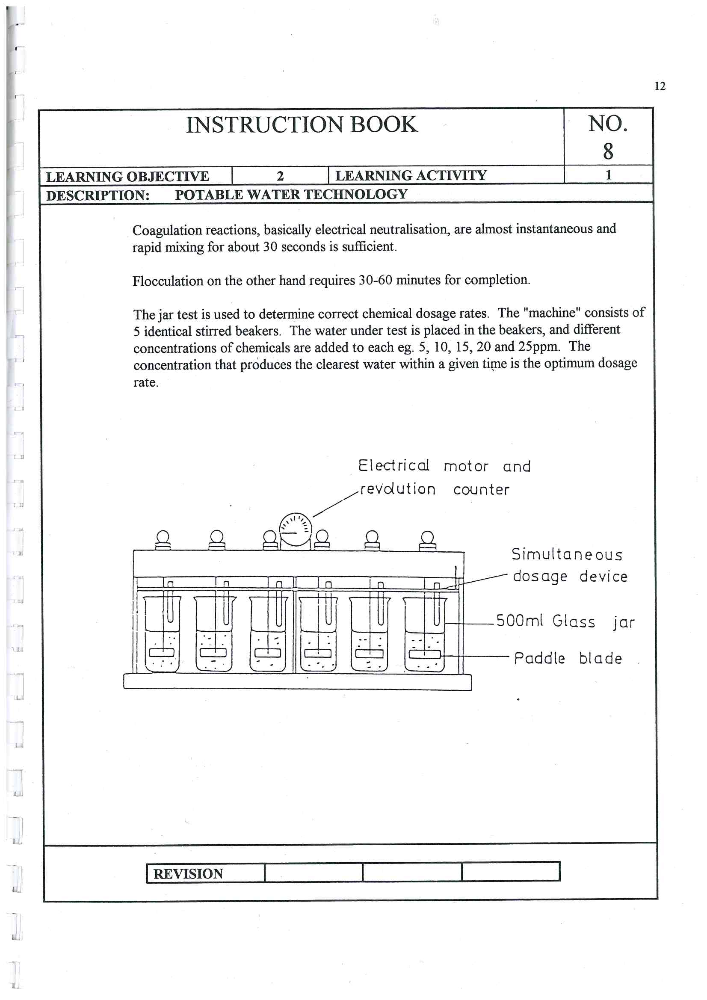 12
INSTRUCTION BOOK
NO.
8
LEARNING OBJECTIVE 2 LEARNING ACTIVITY 1
DESCRIPTION: POTABLE WATER TECHNOLOGY
Coagulation reactions, basically electrical neutralisation, are almost instantaneous and
rapid mixing for about 30 seconds is sufficient.
Flocculation on the other hand requires 30-60 minutes for completion.
The jar test is used to determine correct chemical dosage rates. The "machine" consists of
5 identical stirred beakers. The water under test is placed in the beakers, and different
concentrations of chemicals are added to each eg. 5, 10, 15, 20 and 25ppm. The
concentration that produces the clearest water within a given time is the optimum dosage
rate.
Electrical motor and
revolution counter
Simultaneous
dosage device
500ml Glass jar
Paddle blade
REVISION